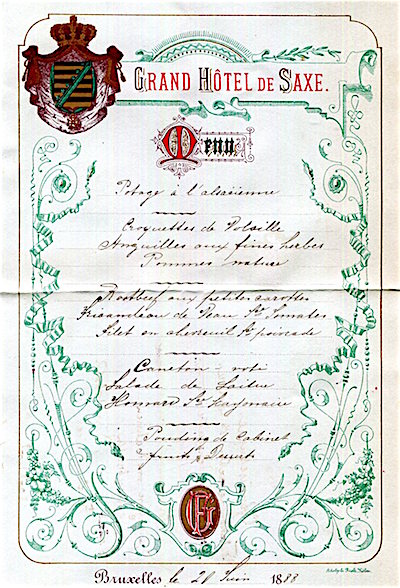 GRAND HÔTEL DE SAXE.
Menu
Potage à l'alsacienne
Croquettes de Volaille
Anguilles aux fines herbes
Pommes nature
Rostbeef aux petites carottes
Fricandeau de Veau Sce Tomates
Filet en chevreuil Sce poivrade
Caneton rôti
Salade de Laitue
Homard Sce Mayonaise
Pouding de Cabinet
fruits Dessert
Bruxelles le 20 Juin 1888